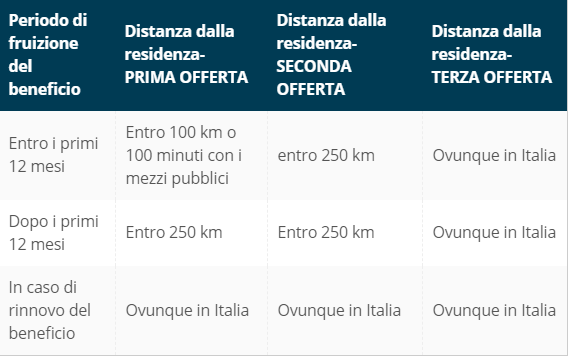 Periodo di
fruizione
del
beneficio
Distanza dalla
residenza-
PRIMA OFFERTA
Distanza dalla
residenza-
SECONDA
OFFERTA
Distanza dalla
residenza-
TERZA OFFERTA
Entro i primi
12 mesi
Entro 100 km o
100 minuti con i
mezzi pubblici
entro 250 km
Ovunque in Italia
Dopo i primi
12 mesi
Entro 250 km
Entro 250 km
Ovunque in Italia
In caso di
rinnovo del
beneficio
Ovunque in Italia
Ovunque in Italia
Ovunque in Italia